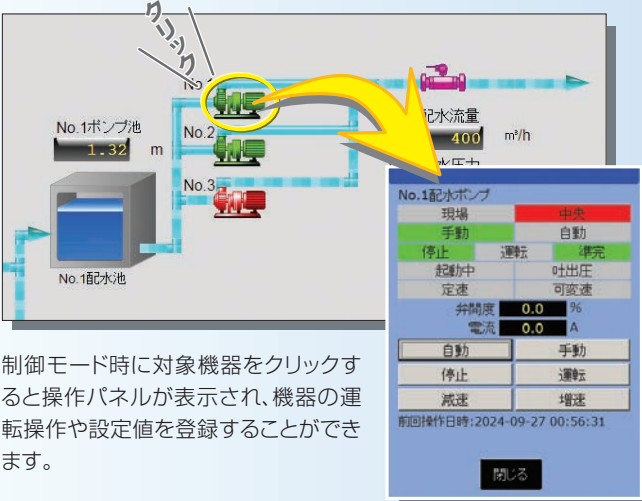 クリック
No.
No.1ポンプ池
1.32 m
No.2
No.3
No.1配水池
配水流量
400 m³/h
水圧力
No.1配水ポンプ
現場 中央
手動 自動
停止 運転 準完
起動中 吐出圧
定速 可変速
弁開度 0.0 %
電流 0.0 A
自動 手動
停止 運転
減速 増速
前回操作日時:2024-09-27 00:56:31
閉じる
制御モード時に対象機器をクリックす
ると操作パネルが表示され、機器の運
転操作や設定値を登録することができ
ます。